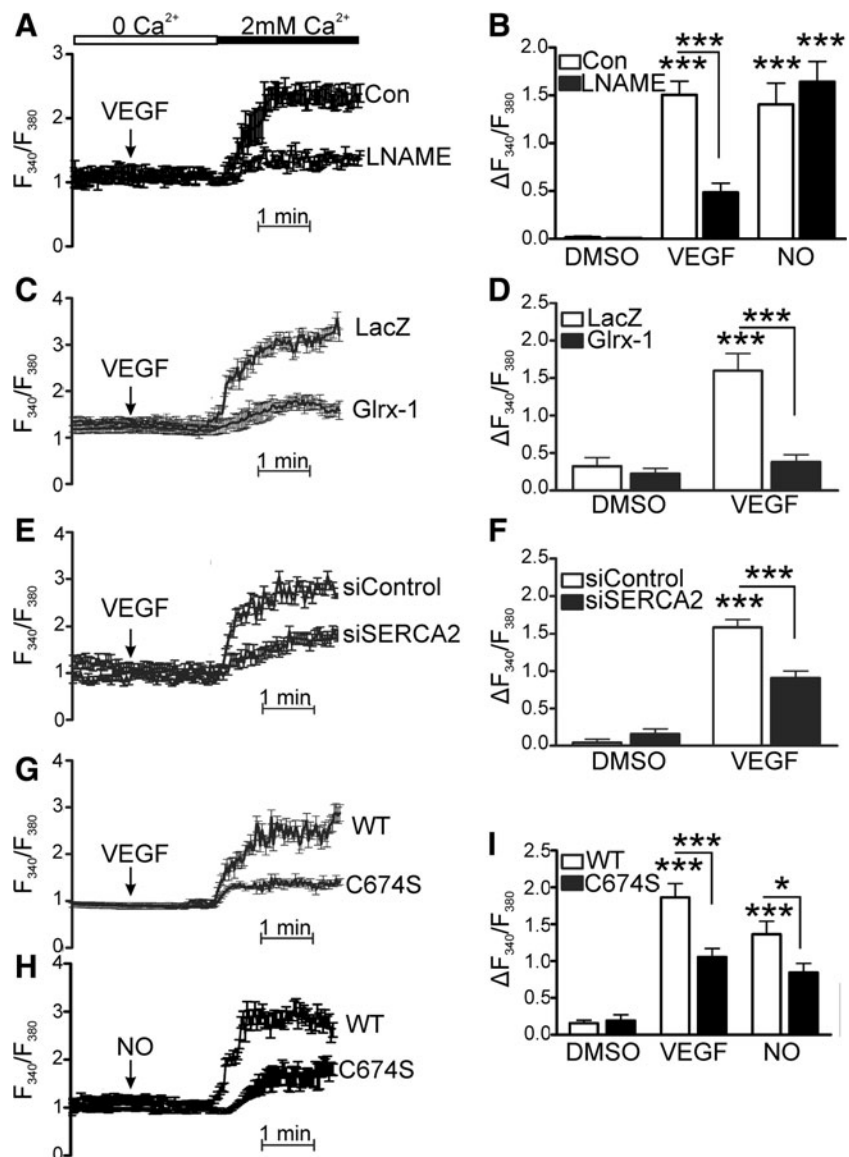 A
0 Ca²⁺ 2mM Ca²⁺
F₃₄₀/F₃₈₀
3
2
1
0
VEGF
Con
LNAME
1 min
B
ΔF₃₄₀/F₃₈₀
2.0
1.5
1.0
0.5
0.0
Con
LNAME
***
*** *** ***
DMSO VEGF NO
C
F₃₄₀/F₃₈₀
4
3
2
1
0
VEGF
LacZ
Glrx-1
1 min
D
ΔF₃₄₀/F₃₈₀
2.5
2.0
1.5
1.0
0.5
0.0
LacZ
Glrx-1
***
***
DMSO VEGF
E
F₃₄₀/F₃₈₀
4
3
2
1
0
VEGF
siControl
siSERCA2
1 min
F
ΔF₃₄₀/F₃₈₀
2.5
2.0
1.5
1.0
0.5
0.0
siControl
siSERCA2
***
***
DMSO VEGF
G
F₃₄₀/F₃₈₀
4
3
2
1
0
VEGF
WT
C674S
1 min
H
F₃₄₀/F₃₈₀
4
3
2
1
0
NO
WT
C674S
1 min
I
ΔF₃₄₀/F₃₈₀
2.5
2.0
1.5
1.0
0.5
0.0
WT
C674S
***
***
*
***
DMSO VEGF NO